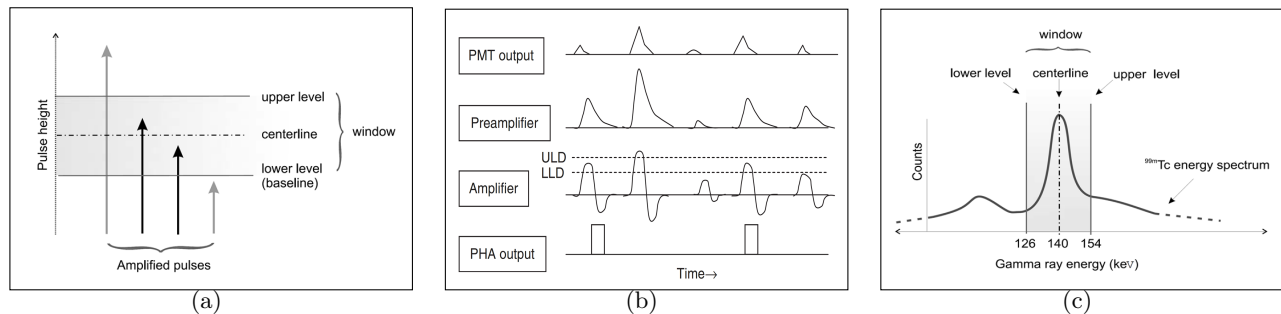 Pulse height
upper level
centerline
window
lower level
(baseline)
Amplified pulses
(a)
PMT output
Preamplifier
ULD
LLD
Amplifier
PHA output
Time→
(b)
window
lower level
centerline
upper level
Counts
99mTc energy spectrum
126 140 154
Gamma ray energy (keV)
(c)